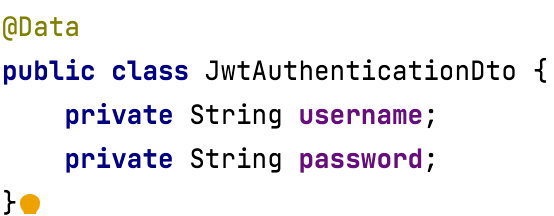 @Data
public class JwtAuthenticationDto {
    private String username;
    private String password;
}